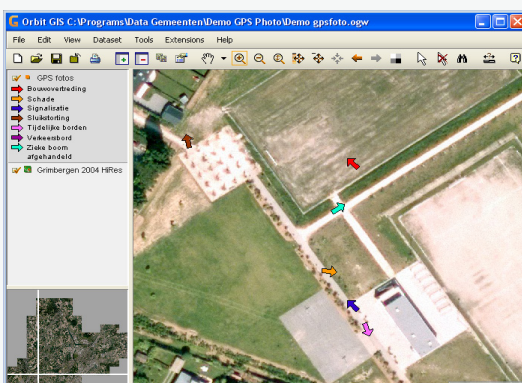 Orbit GIS C:\Programs\Data Gemeenten\Demo GPS Photo\Demo gpsfoto.ogw
File Edit View Dataset Tools Extensions Help
GPS fotos
Bouwovertreding
Schade
Signalisatie
Sluikstorting
Tijdelijke borden
Verkeersbord
Zieke boom
afgehandeld
Grimbergen 2004 HiRes